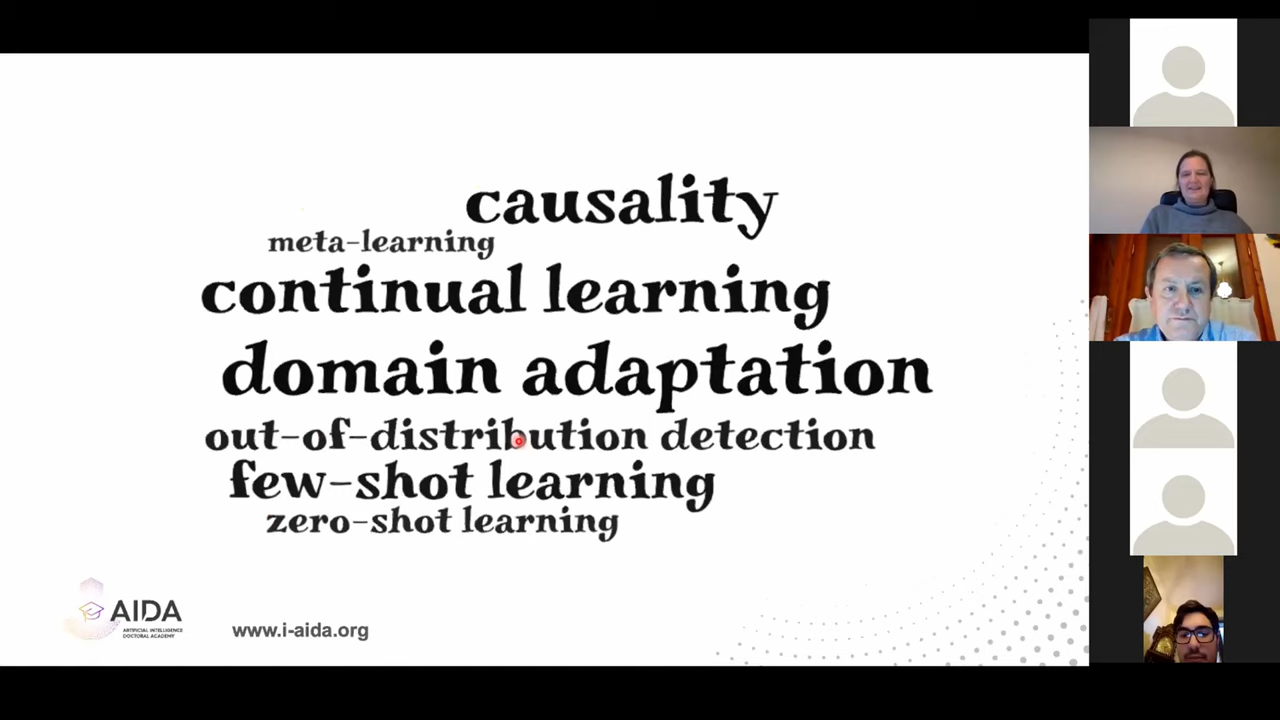 causality
meta-learning
continual learning
domain adaptation
out-of-distribution detection
few-shot learning
zero-shot learning
AIDA
ARTIFICIAL INTELLIGENCE
DOCTORAL ACADEMY
www.i-aida.org